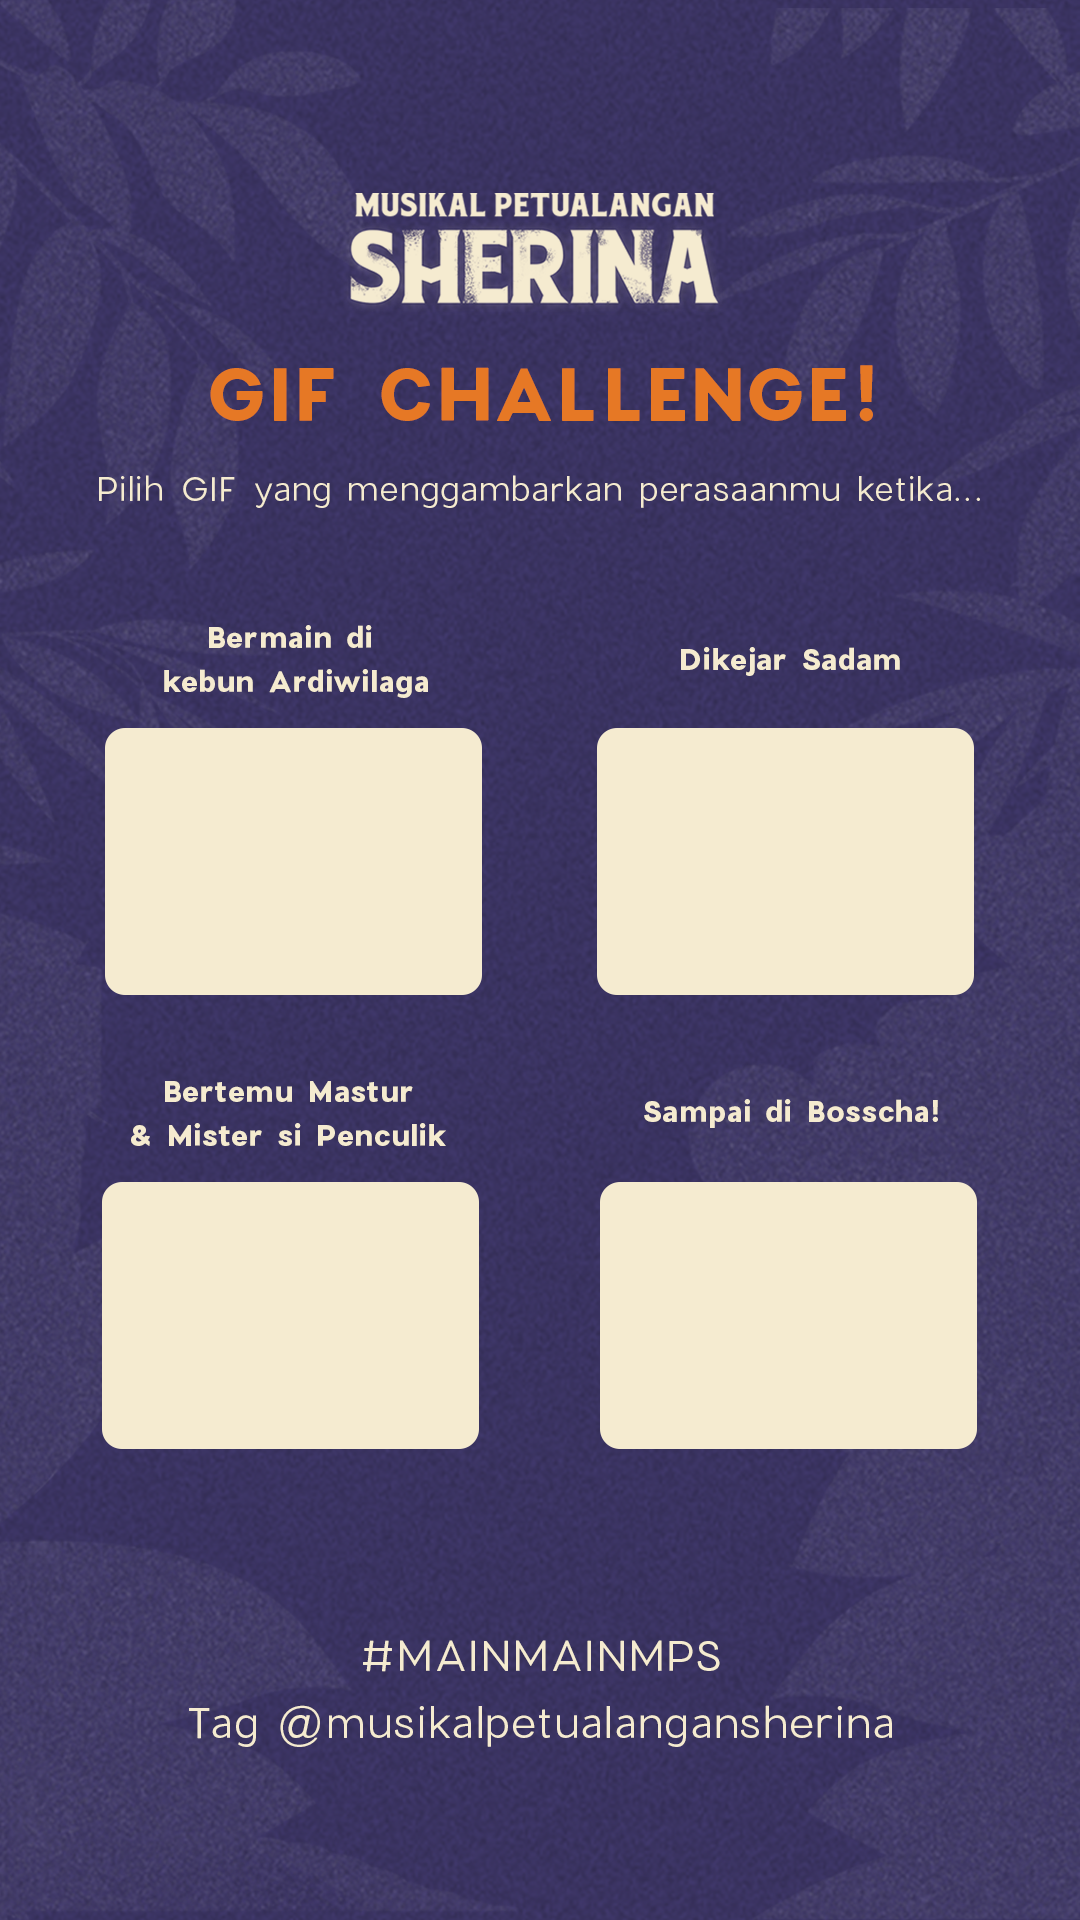 MUSIKAL PETUALANGAN
SHERINA
GIF CHALLENGE!
Pilih GIF yang menggambarkan perasaanmu ketika...
Bermain di
kebun Ardiwilaga
Dikejar Sadam
Bertemu Mastur
& Mister si Penculik
Sampai di Bosscha!
#MAINMAINMPS
Tag @musikalpetualangansherina